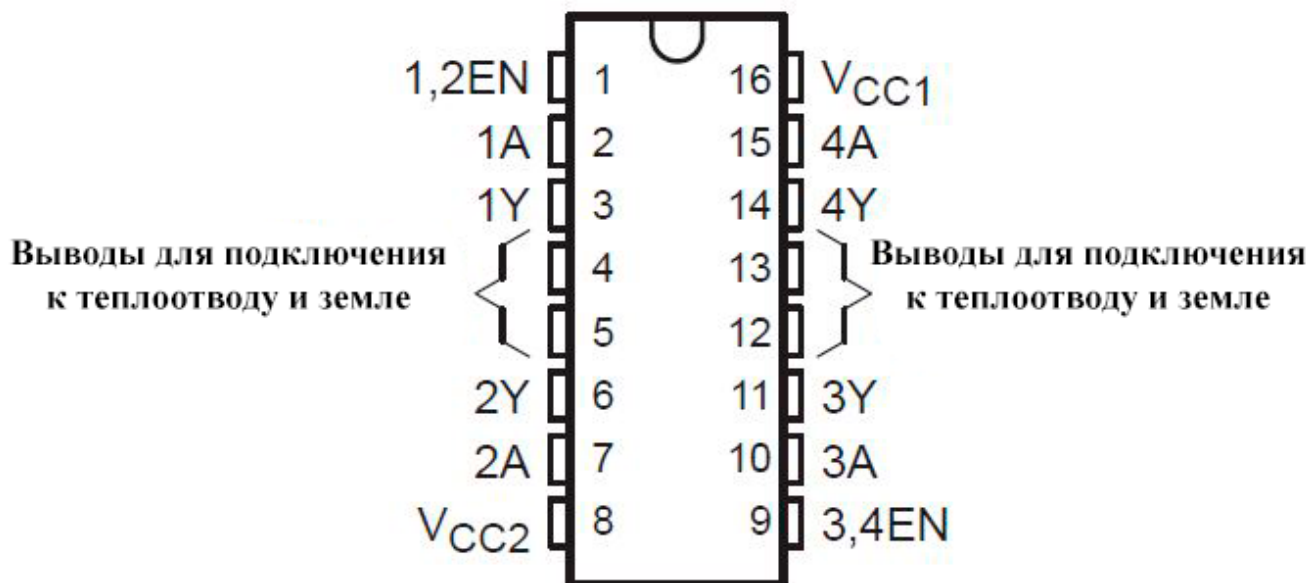 1,2EN 1 16 VCC1
1A 2 15 4A
1Y 3 14 4Y
Выводы для подключения
к теплоотводу и земле
4 13
5 12
Выводы для подключения
к теплоотводу и земле
2Y 6 11 3Y
2A 7 10 3A
VCC2 8 9 3,4EN